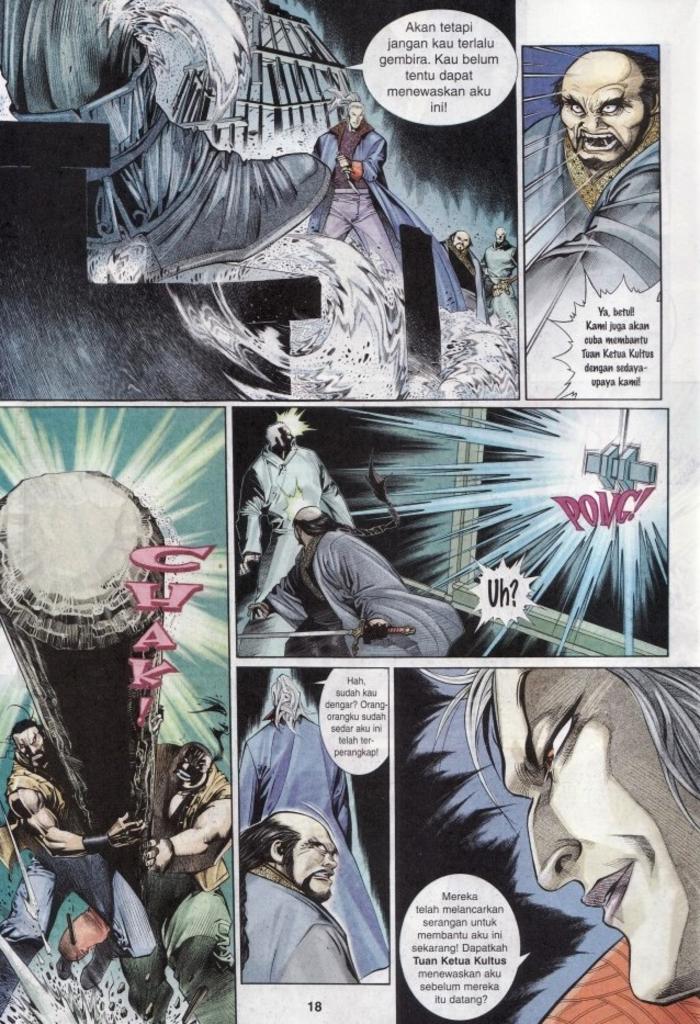 Akan tetapi
jangan kau terlalu
gembira. Kau belum
tentu dapat
menewaskan aku
ini!
Ya, betul!
Kami juga akan
cuba membantu
Tuan Ketua Kultus
dengan sedaya-
upaya kami!
CHAK!
PONG!
Uh?
Hah,
sudah kau
dengar? Orang-
orangku sudah
sedar aku ini
telah ter-
perangkap!
Mereka
telah melancarkan
serangan untuk
membantu aku ini
sekarang! Dapatkah
Tuan Ketua Kultus
menewaskan aku
sebelum mereka
itu datang?
18